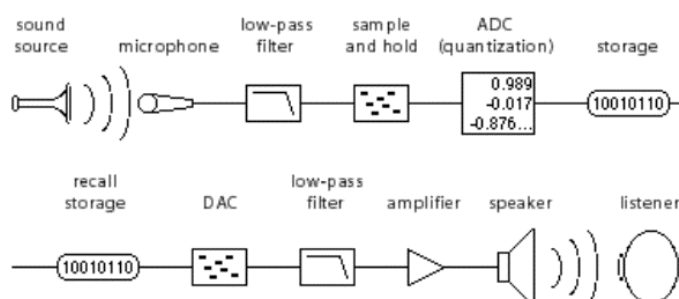 sound source
microphone
low-pass filter
sample and hold
ADC (quantization)
storage
0.989
-0.017
-0.876...
10010110
recall storage
DAC
low-pass filter
amplifier
speaker
listener
10010110